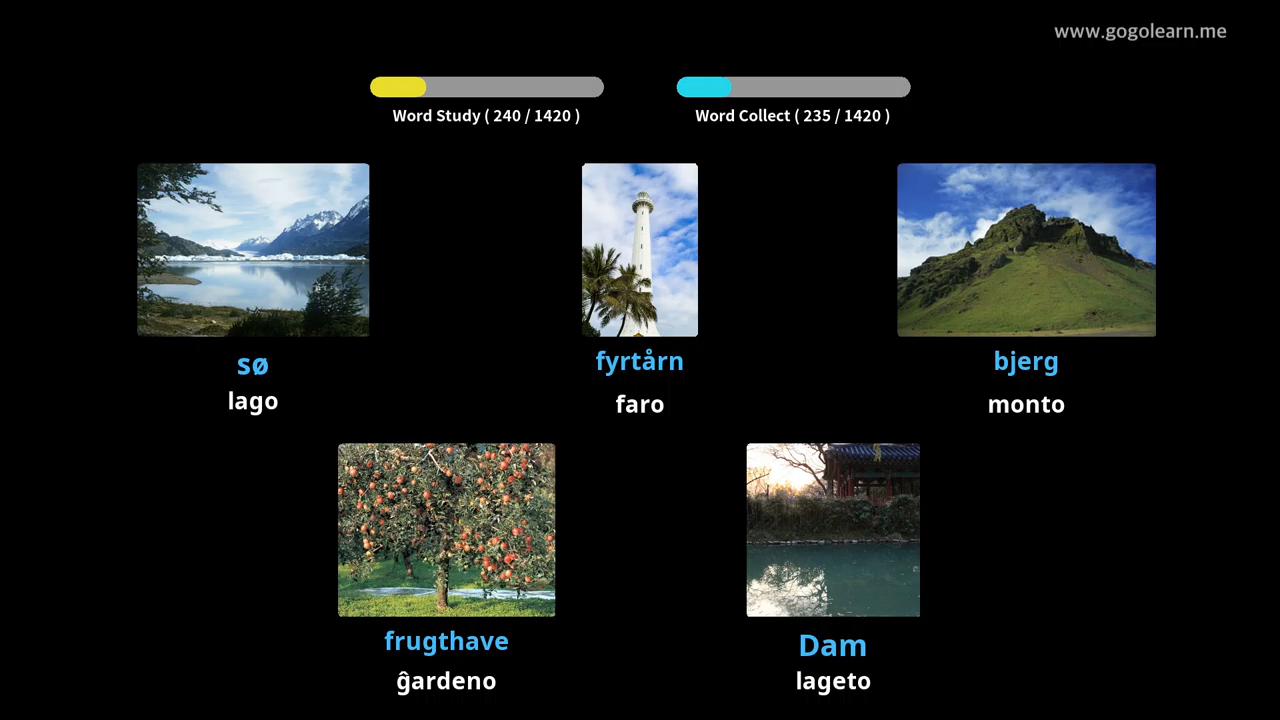 www.gogolearn.me
Word Study ( 240 / 1420 )
Word Collect ( 235 / 1420 )
sø
lago
fyrtårn
faro
bjerg
monto
frugthave
ĝardeno
Dam
lageto